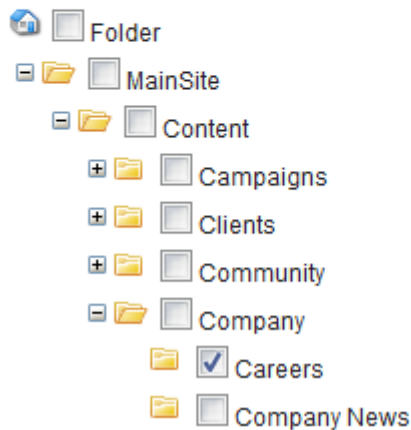 Folder
MainSite
Content
Campaigns
Clients
Community
Company
Careers
Company News